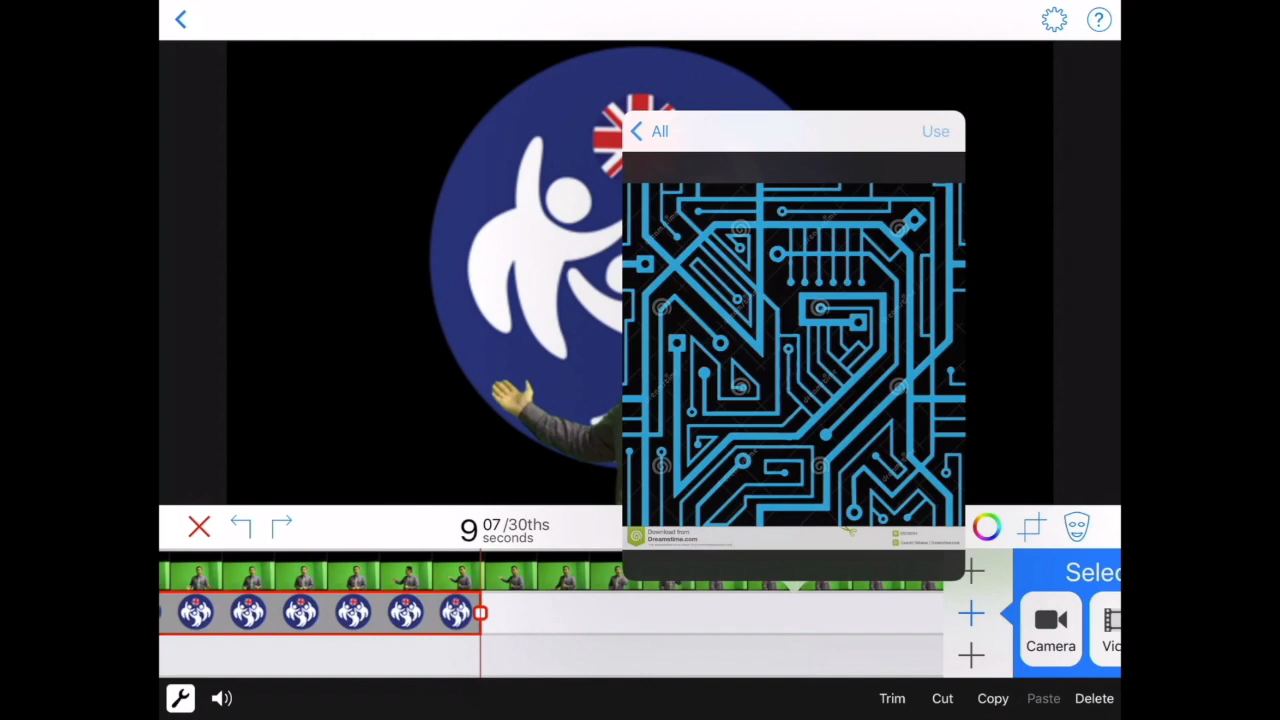 All
Use
Download from
Dreamstime.com
9 07/30ths
seconds
Selec
Camera
Vic
Trim
Cut
Copy
Paste
Delete